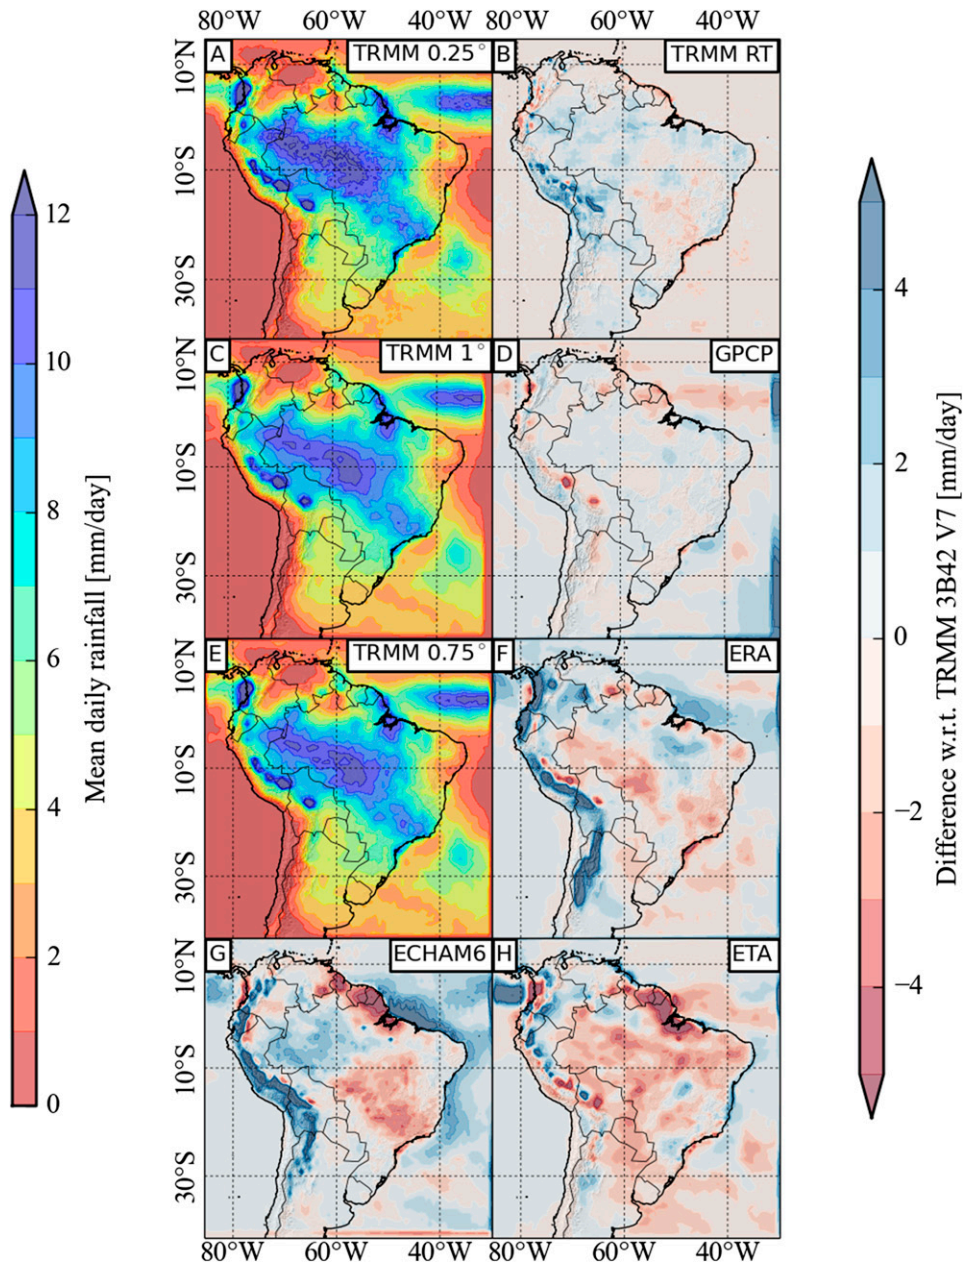 80°W 60°W 40°W
A TRMM 0.25° B TRMM RT
10°N
10°S
30°S
C TRMM 1° D GPCP
10°N
10°S
30°S
E TRMM 0.75° F ERA
10°N
10°S
30°S
G ECHAM6 H ETA
10°N
10°S
30°S
80°W 60°W 40°W 80°W 60°W 40°W
12
10
8
6
4
2
0
Mean daily rainfall [mm/day]
4
2
0
−2
−4
Difference w.r.t. TRMM 3B42 V7 [mm/day]